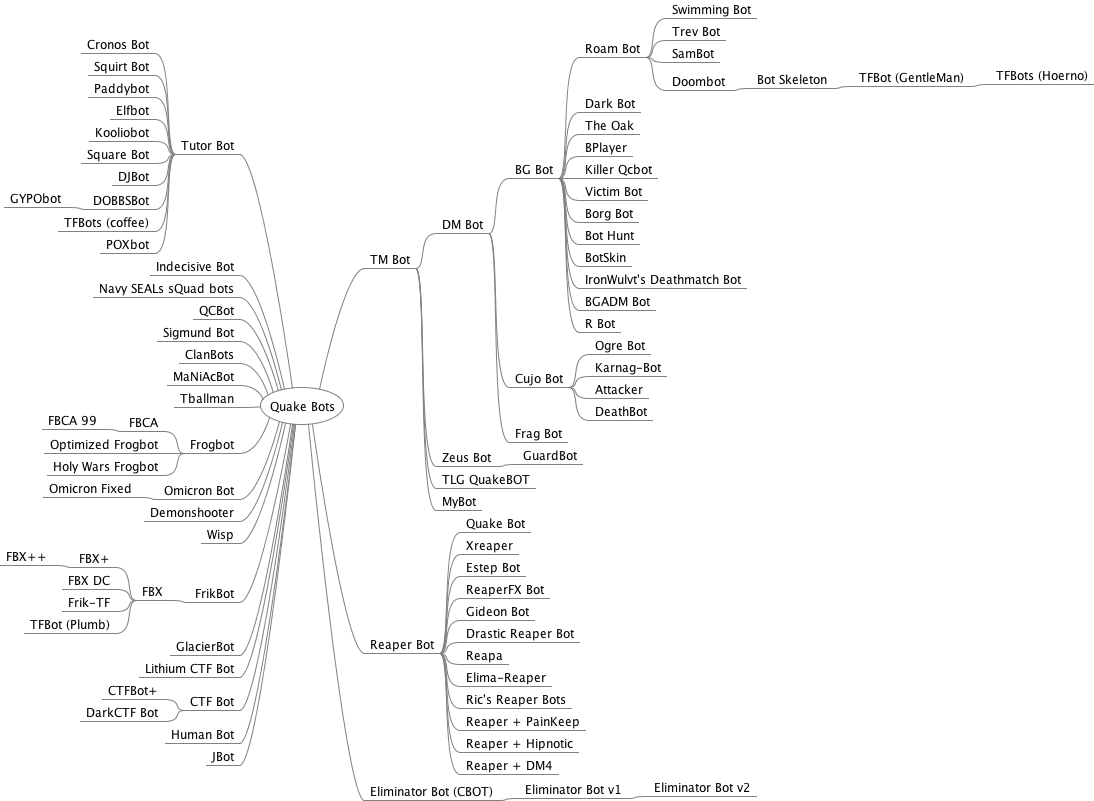 Quake Bots
Tutor Bot
Cronos Bot
Squirt Bot
Paddybot
Elfbot
Kooliobot
Square Bot
DJBot
DOBBSBot
GYPObot
TFBots (coffee)
POXbot
Indecisive Bot
Navy SEALs sQuad bots
QCBot
Sigmund Bot
ClanBots
MaNiAcBot
Tballman
Frogbot
FBCA
FBCA 99
Optimized Frogbot
Holy Wars Frogbot
Omicron Bot
Omicron Fixed
Demonshooter
Wisp
FrikBot
FBX
FBX+
FBX++
FBX DC
Frik-TF
TFBot (Plumb)
GlacierBot
Lithium CTF Bot
CTF Bot
CTFBot+
DarkCTF Bot
Human Bot
JBot
TM Bot
DM Bot
BG Bot
Roam Bot
Swimming Bot
Trev Bot
SamBot
Doombot
Bot Skeleton
TFBot (GentleMan)
TFBots (Hoerno)
Dark Bot
The Oak
BPlayer
Killer Qcbot
Victim Bot
Borg Bot
Bot Hunt
BotSkin
IronWulvt's Deathmatch Bot
BGADM Bot
R Bot
Cujo Bot
Ogre Bot
Karnag-Bot
Attacker
DeathBot
Frag Bot
Zeus Bot
GuardBot
TLG QuakeBOT
MyBot
Reaper Bot
Quake Bot
Xreaper
Estep Bot
ReaperFX Bot
Gideon Bot
Drastic Reaper Bot
Reapa
Elima-Reaper
Ric's Reaper Bots
Reaper + PainKeep
Reaper + Hipnotic
Reaper + DM4
Eliminator Bot (CBOT)
Eliminator Bot v1
Eliminator Bot v2